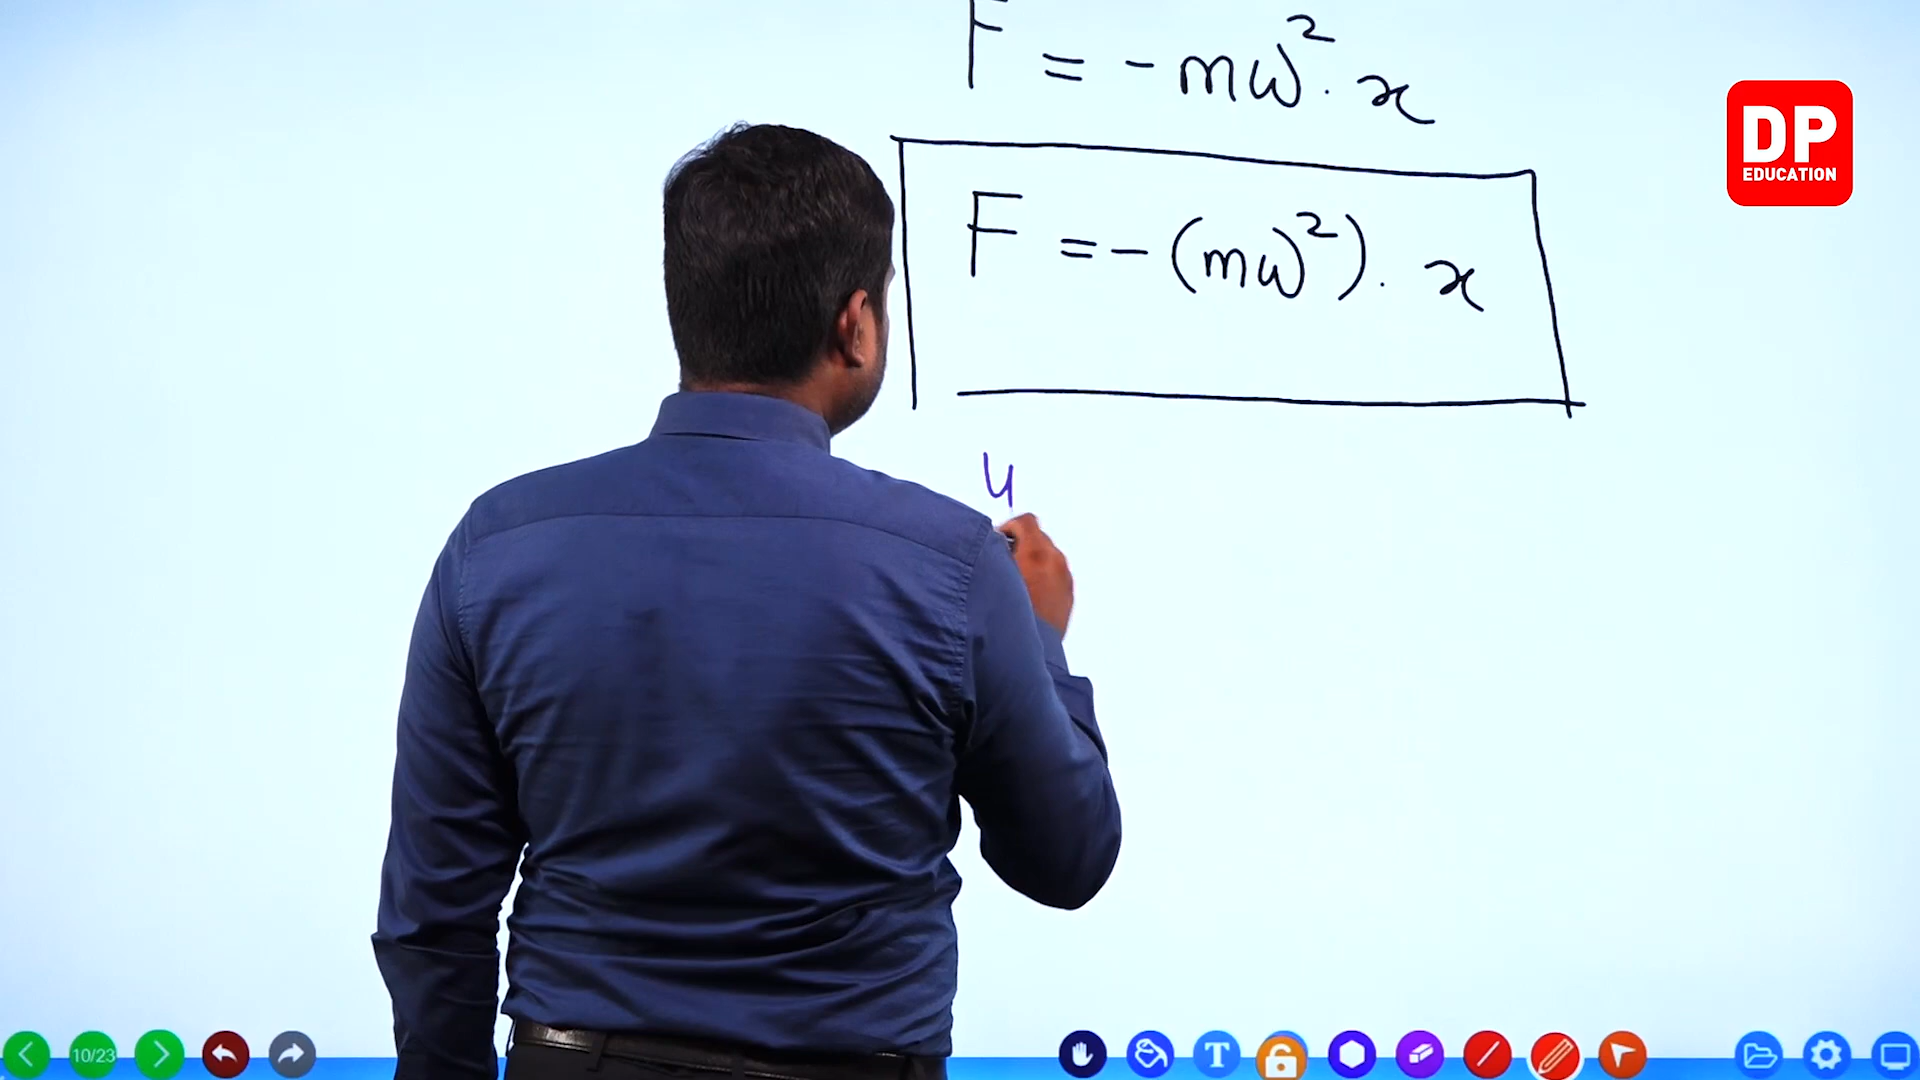 F = - mω² . x
DP
EDUCATION
F = - (mω²) . x
y
10/23
T